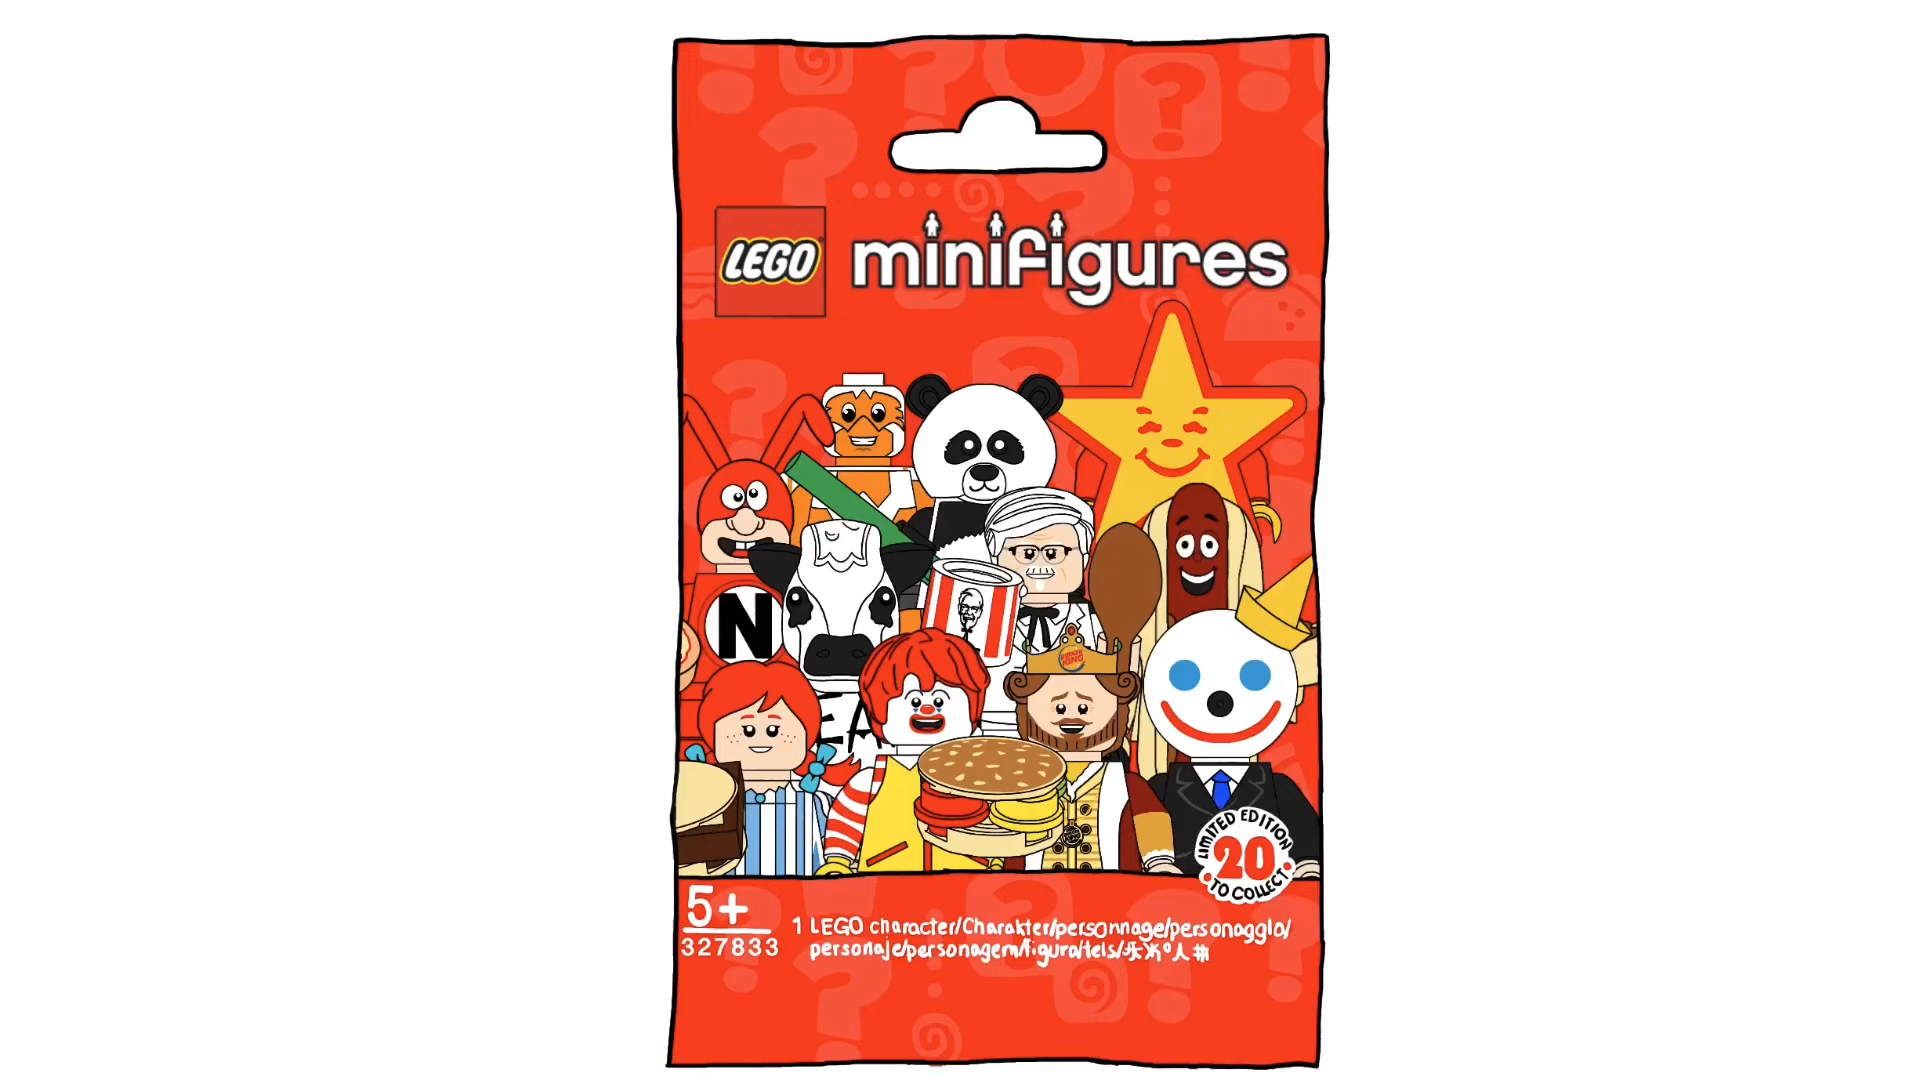 LEGO
minifigures
N
EA
BURGER KING
LIMITED EDITION
20
TO COLLECT
5+
327833
1 LEGO character/Charakter/personnage/personaggio/
personaje/personagem/figura/tels/